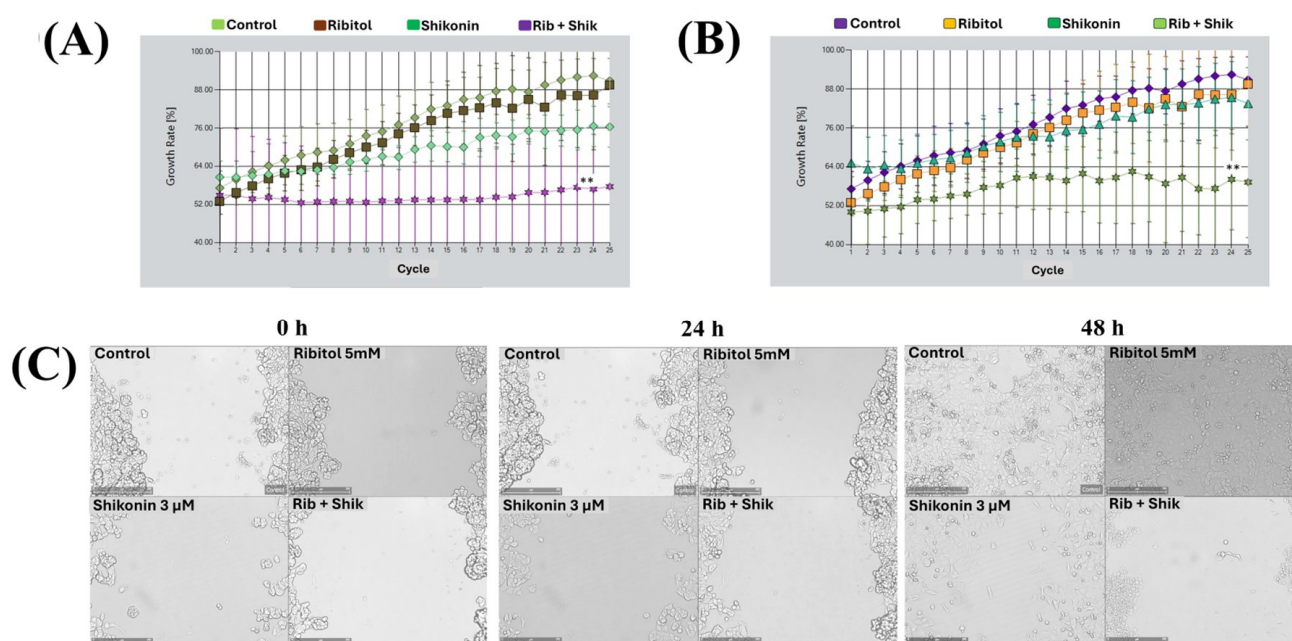 (A)
Control Ribitol Shikonin Rib + Shik
Growth Rate [%]
100.00
88.00
76.00
64.00
52.00
40.00
**
1 2 3 4 5 6 7 8 9 10 11 12 13 14 15 16 17 18 19 20 21 22 23 24 25
Cycle
(B)
Control Ribitol Shikonin Rib + Shik
Growth Rate [%]
100.00
88.00
76.00
64.00
52.00
40.00
**
1 2 3 4 5 6 7 8 9 10 11 12 13 14 15 16 17 18 19 20 21 22 23 24 25
Cycle
(C)
0 h 24 h 48 h
Control Ribitol 5mM Control Ribitol 5mM Control Ribitol 5mM
Control Control
Shikonin 3 μM Rib + Shik Shikonin 3 μM Rib + Shik Shikonin 3 μM Rib + Shik